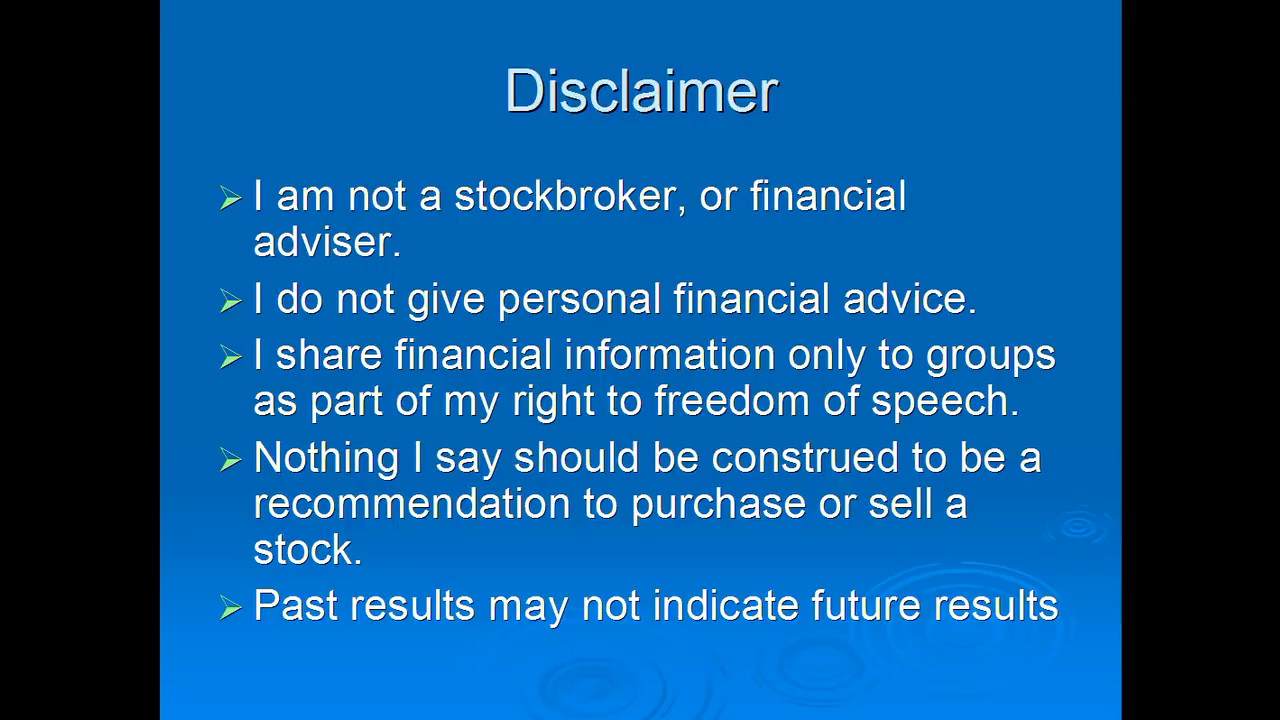 Disclaimer
I am not a stockbroker, or financial
adviser.
I do not give personal financial advice.
I share financial information only to groups
as part of my right to freedom of speech.
Nothing I say should be construed to be a
recommendation to purchase or sell a
stock.
Past results may not indicate future results